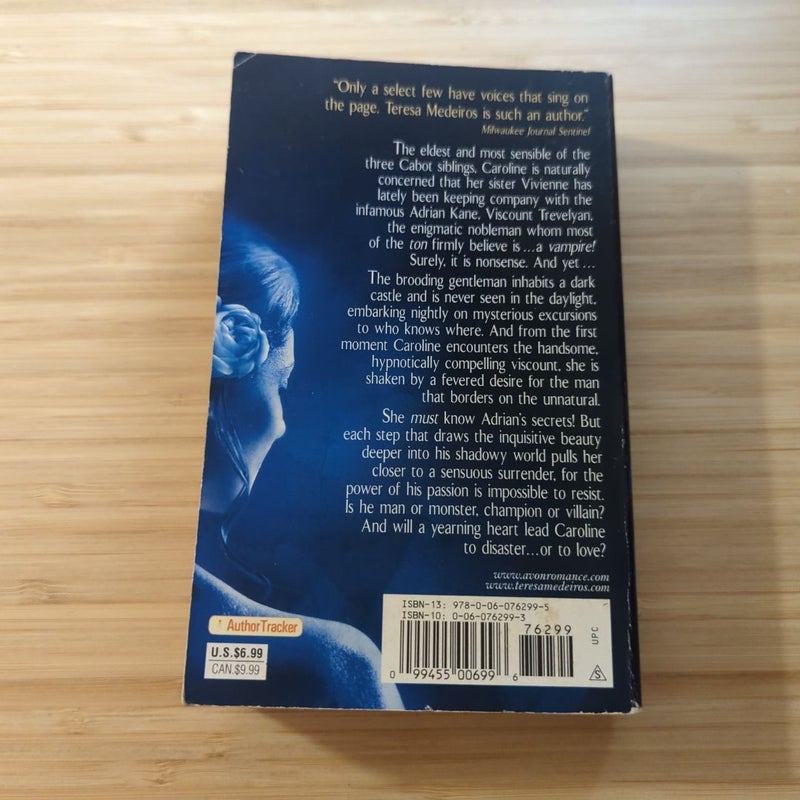 "Only a select few have voices that sing on
the page. Teresa Medeiros is such an author."
Milwaukee Journal Sentinel
The eldest and most sensible of the
three Cabot siblings, Caroline is naturally
concerned that her sister Vivienne has
lately been keeping company with the
infamous Adrian Kane, Viscount Trevelyan,
the enigmatic nobleman whom most
of the ton firmly believe is...a vampire!
Surely, it is nonsense. And yet...
The brooding gentleman inhabits a dark
castle and is never seen in the daylight,
embarking nightly on mysterious excursions
to who knows where. And from the first
moment Caroline encounters the handsome,
hypnotically compelling viscount, she is
shaken by a fevered desire for the man
that borders on the unnatural.
She must know Adrian's secrets! But
each step that draws the inquisitive beauty
deeper into his shadowy world pulls her
closer to a sensuous surrender, for the
power of his passion is impossible to resist.
Is he man or monster, champion or villain?
And will a yearning heart lead Caroline
to disaster...or to love?
www.avonromance.com
www.teresamedeiros.com
AuthorTracker
U.S.$6.99
CAN.$9.99
ISBN-13: 978-0-06-076299-5
ISBN-10: 0-06-076299-3
76299
0 99455 00699 6
UPC
S